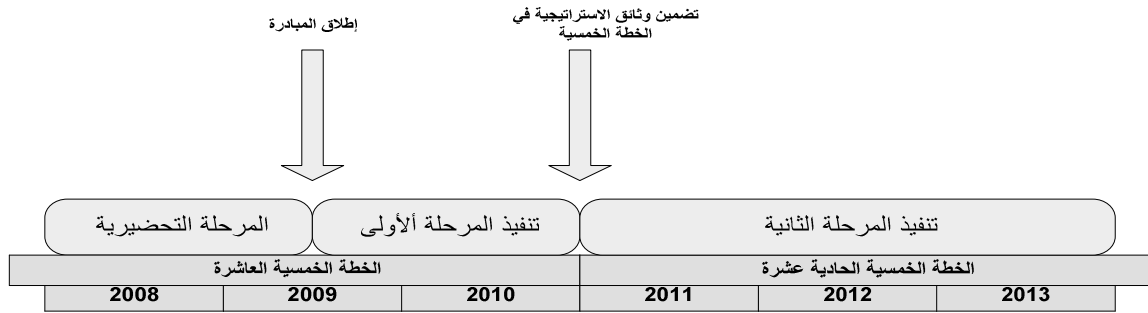 إطلاق المبادرة
تضمين وثائق الاستراتيجية في
الخطة الخمسية
المرحلة التحضيرية
تنفيذ المرحلة ألأولى
تنفيذ المرحلة الثانية
الخطة الخمسية العاشرة
الخطة الخمسية الحادية عشرة
2008
2009
2010
2011
2012
2013